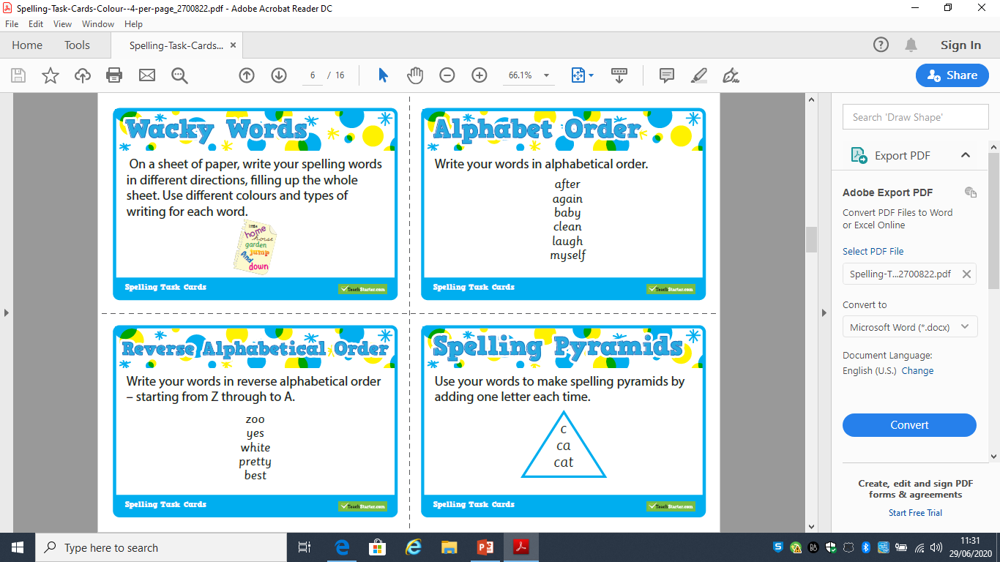 Spelling-Task-Cards-Colour--4-per-page_2700822.pdf - Adobe Acrobat Reader DC
File Edit View Window Help
Home Tools Spelling-Task-Cards... × Sign In
6 / 16 66.1% Share
Wacky Words
On a sheet of paper, write your spelling words
in different directions, filling up the whole
sheet. Use different colours and types of
writing for each word.
home
horse
garden
jump
And
down
Spelling Task Cards
TeachStarter.com
Alphabet Order
Write your words in alphabetical order.
after
again
baby
clean
laugh
myself
Spelling Task Cards
TeachStarter.com
Reverse Alphabetical Order
Write your words in reverse alphabetical order
– starting from Z through to A.
zoo
yes
white
pretty
best
Spelling Task Cards
TeachStarter.com
Spelling Pyramids
Use your words to make spelling pyramids by
adding one letter each time.
c
ca
cat
Spelling Task Cards
TeachStarter.com
Search 'Draw Shape'
Export PDF
Adobe Export PDF
Convert PDF Files to Word
or Excel Online
Select PDF File
Spelling-T...2700822.pdf
Convert to
Microsoft Word (*.docx)
Document Language:
English (U.S.) Change
Convert
Create, edit and sign PDF
forms & agreements
Start Free Trial
Type here to search
11:31
29/06/2020